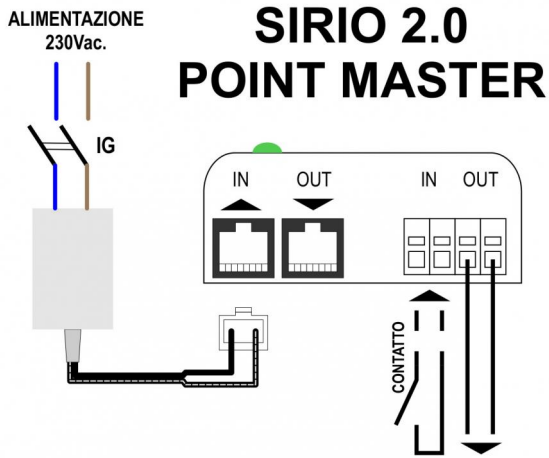 ALIMENTAZIONE
230Vac.
SIRIO 2.0
POINT MASTER
IG
IN OUT IN OUT
CONTATTO